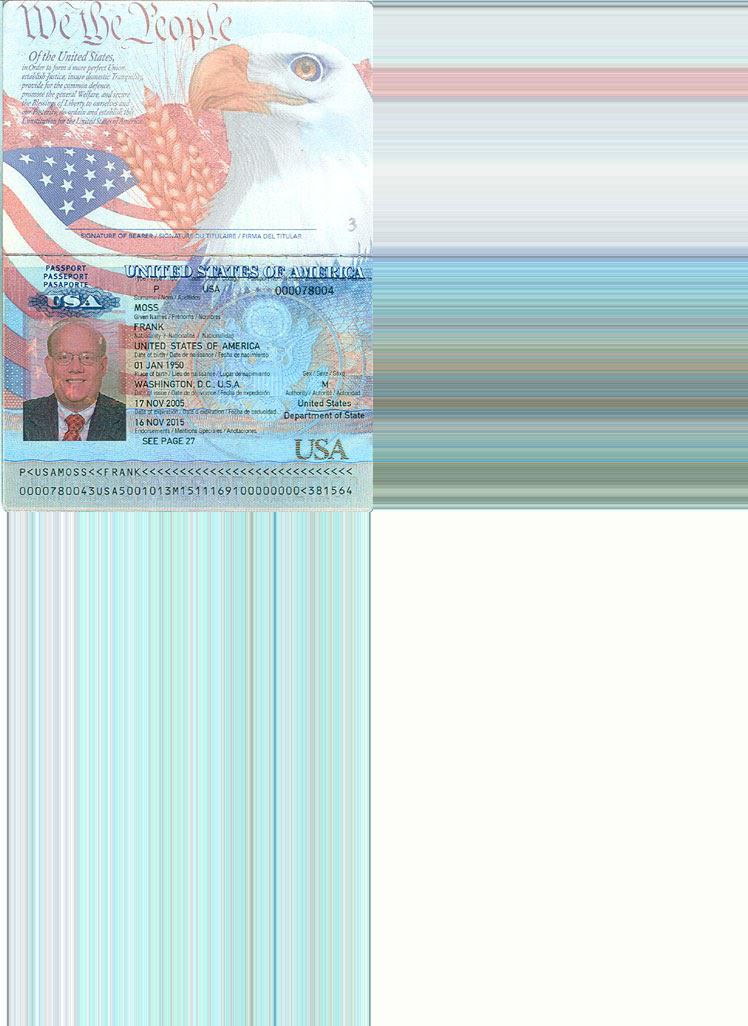 We the People
Of the United States,
in Order to form a more perfect Union,
establish Justice, insure domestic Tranquility,
provide for the common defence,
promote the general Welfare, and secure
the Blessings of Liberty to ourselves and
our Posterity, do ordain and establish this
Constitution for the United States of America.
3
SIGNATURE OF BEARER / SIGNATURE DU TITULAIRE / FIRMA DEL TITULAR
PASSPORT
PASSEPORT
PASAPORTE
USA
UNITED STATES OF AMERICA
P USA 000078004
Surname / Nom / Apellidos
MOSS
Given Names / Prénoms / Nombres
FRANK
Nationality / Nationalité / Nacionalidad
UNITED STATES OF AMERICA
Date of birth / Date de naissance / Fecha de nacimiento
01 JAN 1950
Place of birth / Lieu de naissance / Lugar de nacimiento Sex / Sexe / Sexo
WASHINGTON, D.C., U.S.A. M
Date of issue / Date de délivrance / Fecha de expedición Authority / Autorité / Autoridad
17 NOV 2005 United States
Date of expiration / Date d'expiration / Fecha de caducidad Department of State
16 NOV 2015
Endorsements / Mentions Spéciales / Anotaciones
SEE PAGE 27
USA
P<USAMOSS<<FRANK<<<<<<<<<<<<<<<<<<<<<<<<<<<<
0000780043USA5001013M1511169100000000<381564